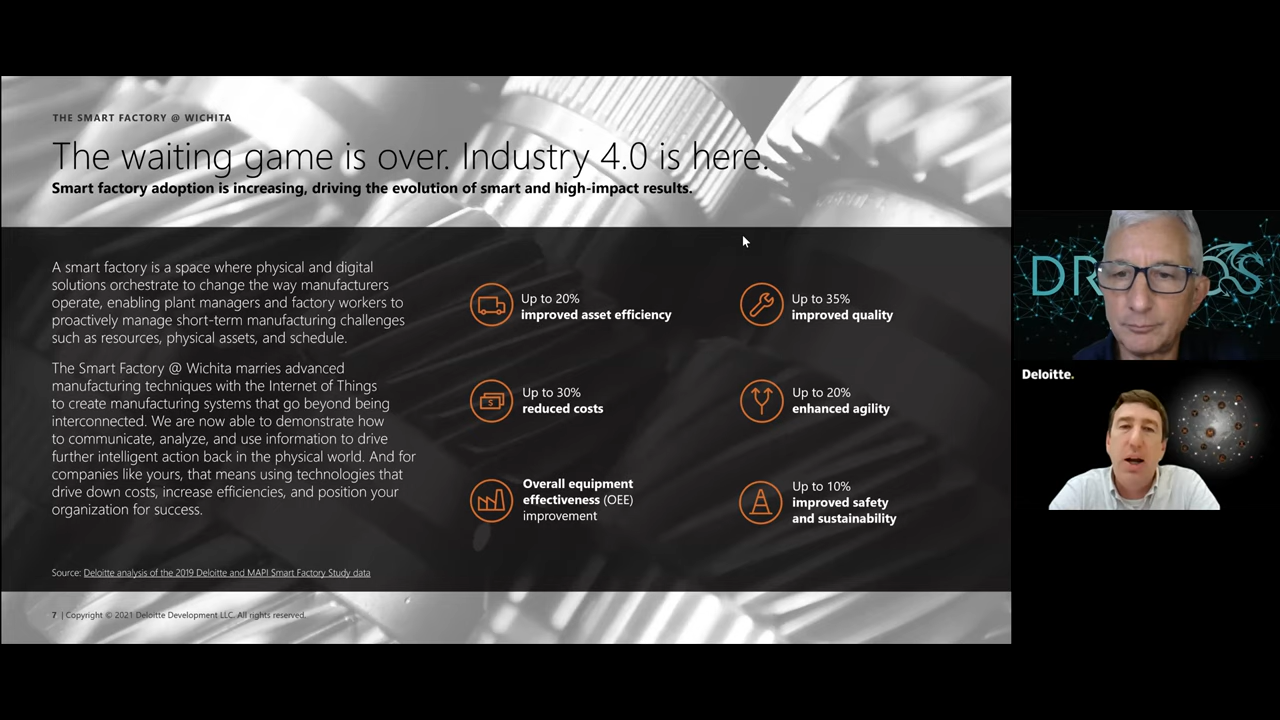 THE SMART FACTORY @ WICHITA
The waiting game is over. Industry 4.0 is here.
Smart factory adoption is increasing, driving the evolution of smart and high-impact results.
A smart factory is a space where physical and digital
solutions orchestrate to change the way manufacturers
operate, enabling plant managers and factory workers to
proactively manage short-term manufacturing challenges
such as resources, physical assets, and schedule.
The Smart Factory @ Wichita marries advanced
manufacturing techniques with the Internet of Things
to create manufacturing systems that go beyond being
interconnected. We are now able to demonstrate how
to communicate, analyze, and use information to drive
further intelligent action back in the physical world. And for
companies like yours, that means using technologies that
drive down costs, increase efficiencies, and position your
organization for success.
Up to 20%
improved asset efficiency
Up to 35%
improved quality
Up to 30%
reduced costs
Up to 20%
enhanced agility
Overall equipment
effectiveness (OEE)
improvement
Up to 10%
improved safety
and sustainability
Source: Deloitte analysis of the 2019 Deloitte and MAPI Smart Factory Study data
7 | Copyright © 2021 Deloitte Development LLC. All rights reserved.
Deloitte.